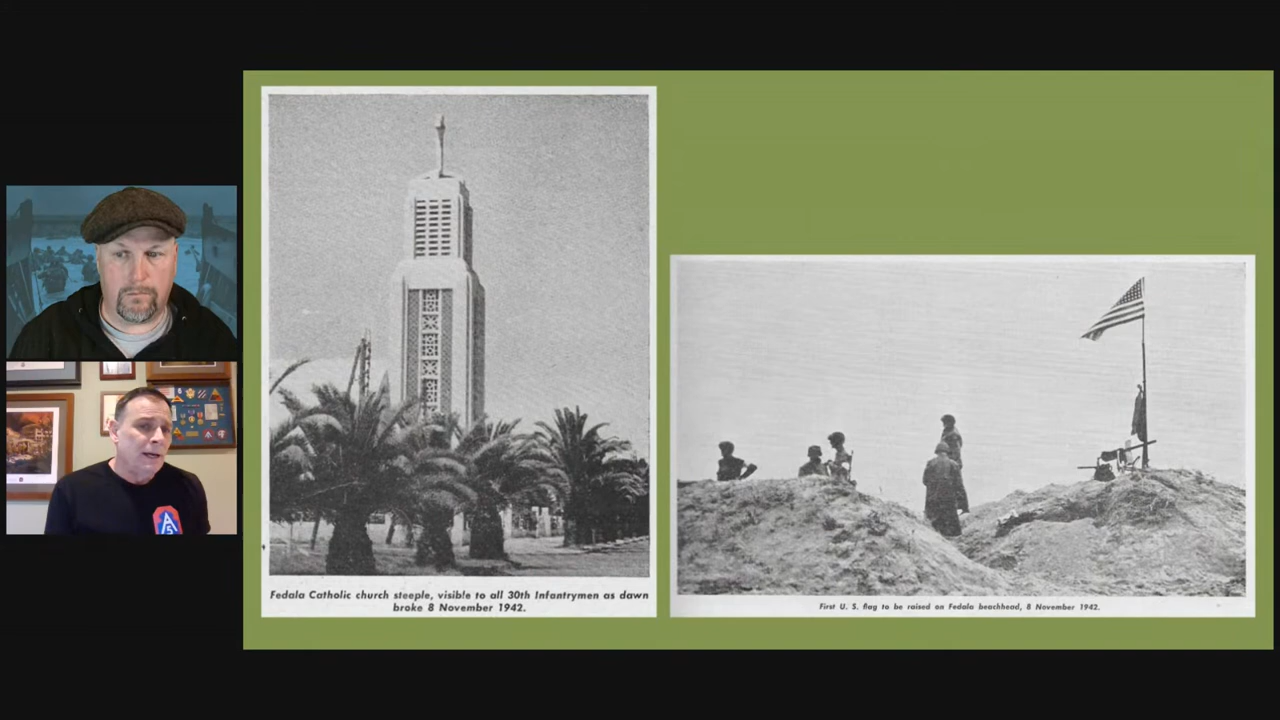 Fedala Catholic church steeple, visible to all 30th Infantrymen as dawn
broke 8 November 1942.
First U. S. flag to be raised on Fedala beachhead, 8 November 1942.
A
5